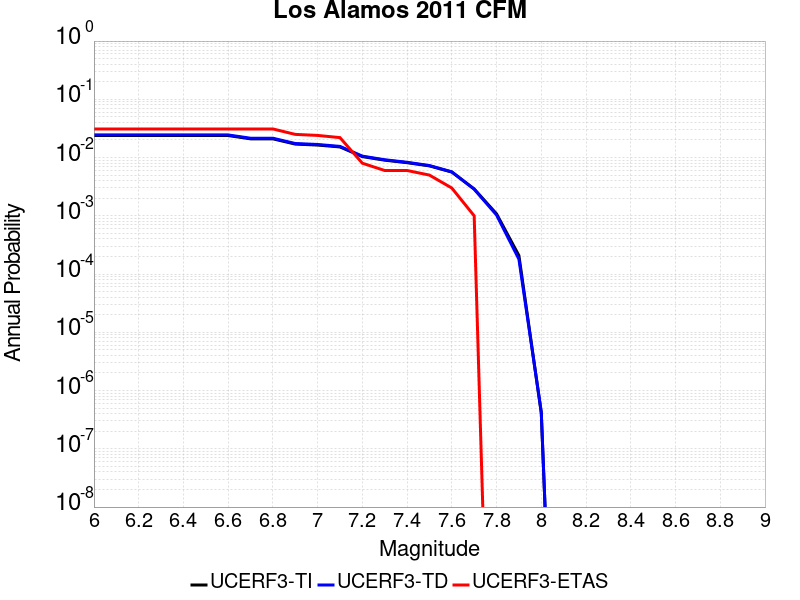 Los Alamos 2011 CFM
10^0
10^-1
10^-2
10^-3
10^-4
10^-5
10^-6
10^-7
10^-8
Annual Probability
6 6.2 6.4 6.6 6.8 7 7.2 7.4 7.6 7.8 8 8.2 8.4 8.6 8.8 9
Magnitude
UCERF3-TI UCERF3-TD UCERF3-ETAS